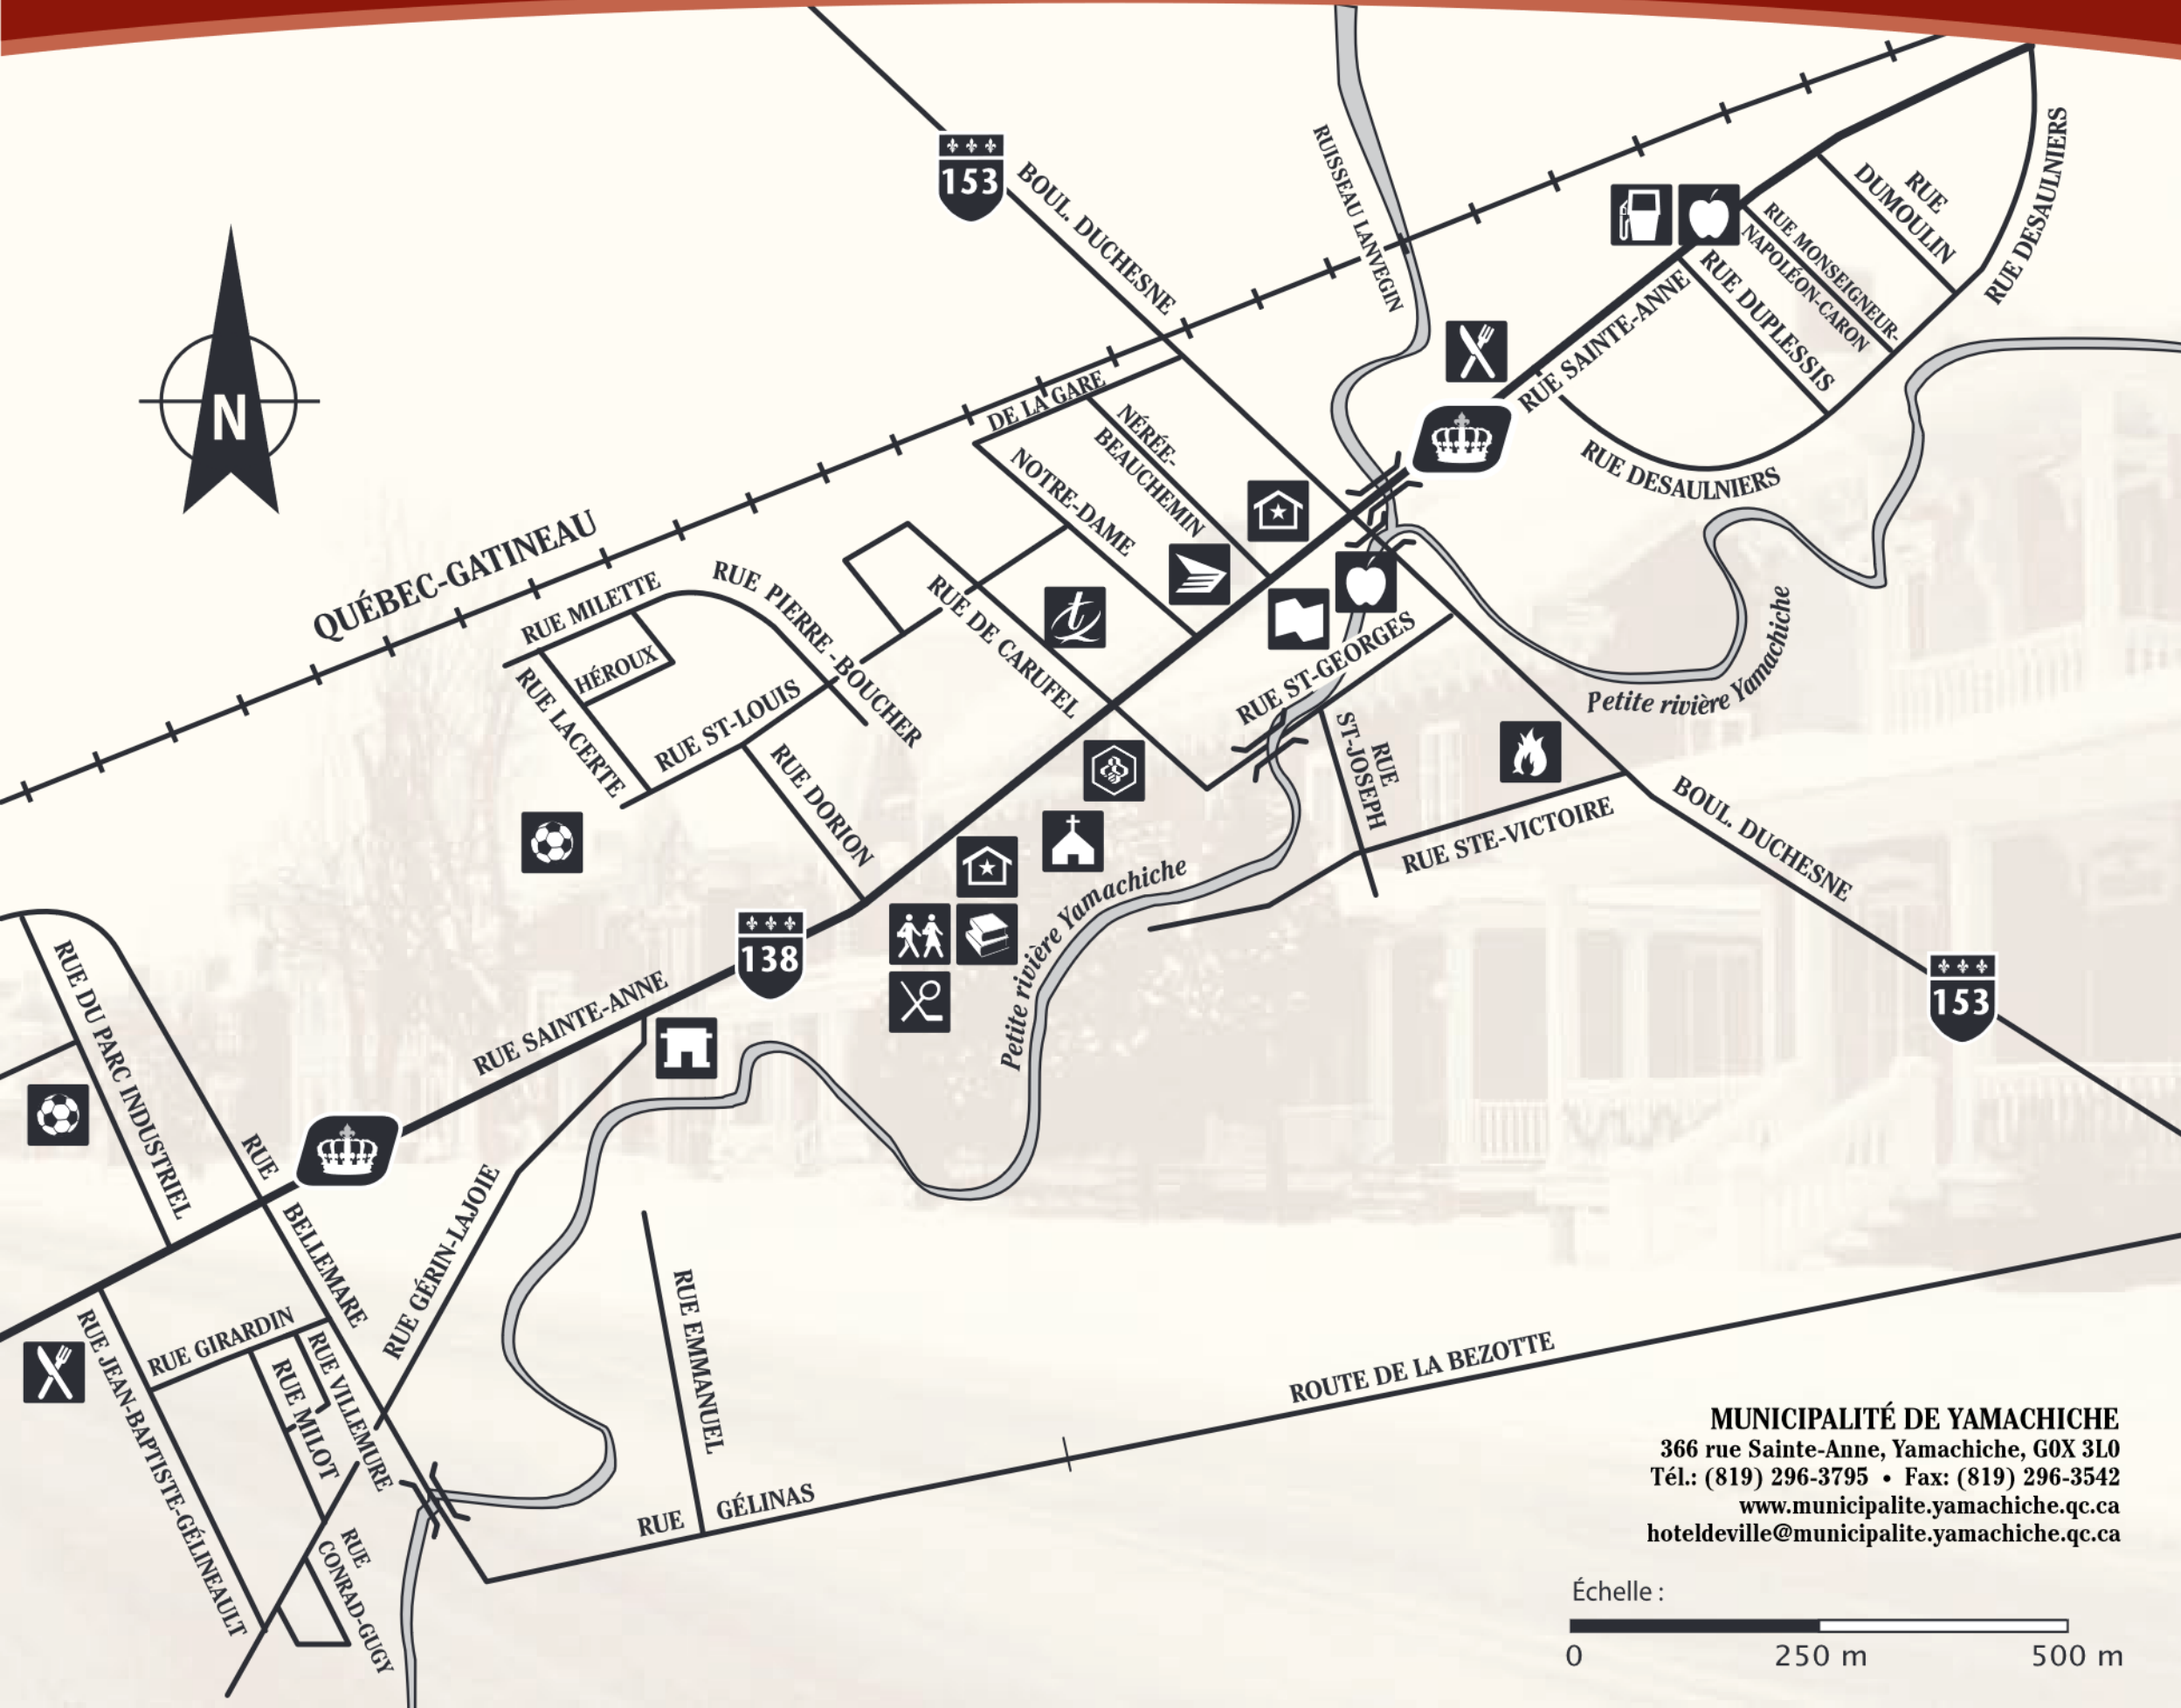 153
BOUL. DUCHESNE
RUISSEAU LANVEGIN
RUE
DUMOULIN
RUE DESAULNIERS
RUE MONSEIGNEUR-
NAPOLÉON-CARON
RUE DUPLESSIS
RUE SAINTE-ANNE
RUE DESAULNIERS
N
DE LA GARE
NÉRÉE-
BEAUCHEMIN
NOTRE-DAME
QUÉBEC-GATINEAU
RUE MILETTE
RUE PIERRE-BOUCHER
HÉROUX
RUE LACERTE
RUE ST-LOUIS
RUE DORION
RUE DE CARUFEL
RUE ST-GEORGES
RUE
ST-JOSEPH
RUE STE-VICTOIRE
Petite rivière Yamachiche
BOUL. DUCHESNE
153
Petite rivière Yamachiche
138
RUE SAINTE-ANNE
RUE DU PARC INDUSTRIEL
RUE BELLEMARE
RUE GÉRIN-LAJOIE
RUE GIRARDIN
RUE VILLEMURE
RUE MILOT
RUE JEAN-BAPTISTE-GÉLINEAULT
RUE
CONRAD-GUGY
RUE EMMANUEL
RUE GÉLINAS
ROUTE DE LA BEZOTTE
MUNICIPALITÉ DE YAMACHICHE
366 rue Sainte-Anne, Yamachiche, G0X 3L0
Tél.: (819) 296-3795 • Fax: (819) 296-3542
www.municipalite.yamachiche.qc.ca
hoteldeville@municipalite.yamachiche.qc.ca
Échelle :
0 250 m 500 m